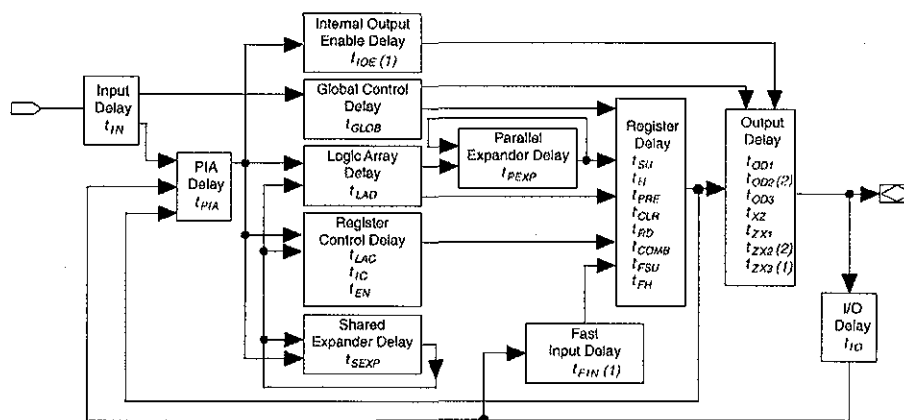 Internal Output
Enable Delay
tIOE (1)
Input
Delay
tIN
Global Control
Delay
tGLOB
PIA
Delay
tPIA
Logic Array
Delay
tLAD
Parallel
Expander Delay
tPEXP
Register
Control Delay
tLAC
tIC
tEN
Shared
Expander Delay
tSEXP
Fast
Input Delay
tFIN (1)
Register
Delay
tSU
tH
tPRE
tCLR
tRD
tCOMB
tFSU
tFH
Output
Delay
tOD1
tOD2 (2)
tOD3
tXZ
tZX1
tZX2 (2)
tZX3 (1)
I/O
Delay
tIO